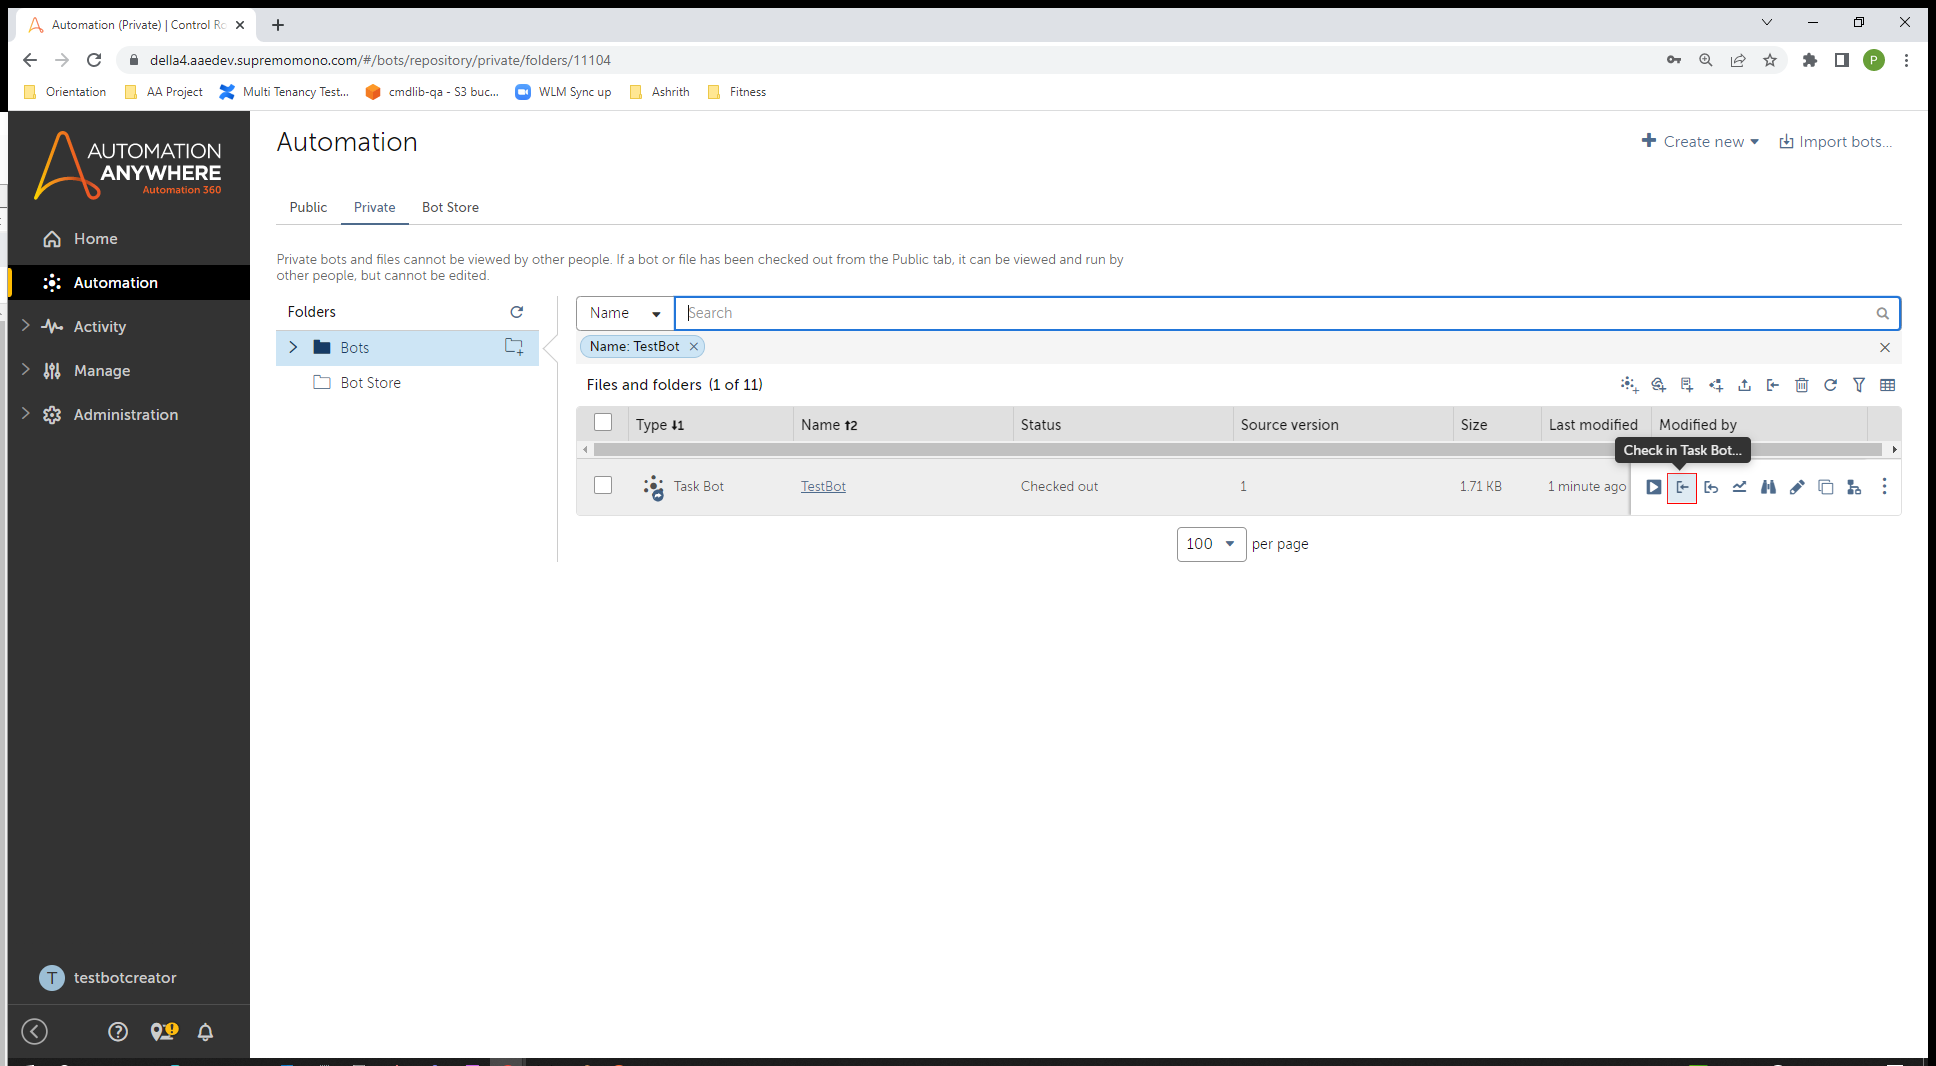 Automation (Private) | Control Ro
della4.aaedev.supremomono.com/#/bots/repository/private/folders/11104
P
Orientation
AA Project
Multi Tenancy Test...
cmdlib-qa - S3 buc...
WLM Sync up
Ashrith
Fitness
AUTOMATION
ANYWHERE
Automation 360
Home
Automation
Activity
Manage
Administration
T testbotcreator
Automation
Create new
Import bots...
Public
Private
Bot Store
Private bots and files cannot be viewed by other people. If a bot or file has been checked out from the Public tab, it can be viewed and run by
other people, but cannot be edited.
Folders
Bots
Bot Store
Name
Search
Name: TestBot
Files and folders (1 of 11)
Type 1 Name 2 Status Source version Size Last modified Modified by
Check in Task Bot...
Task Bot TestBot Checked out 1 1.71 KB 1 minute ago
100 per page